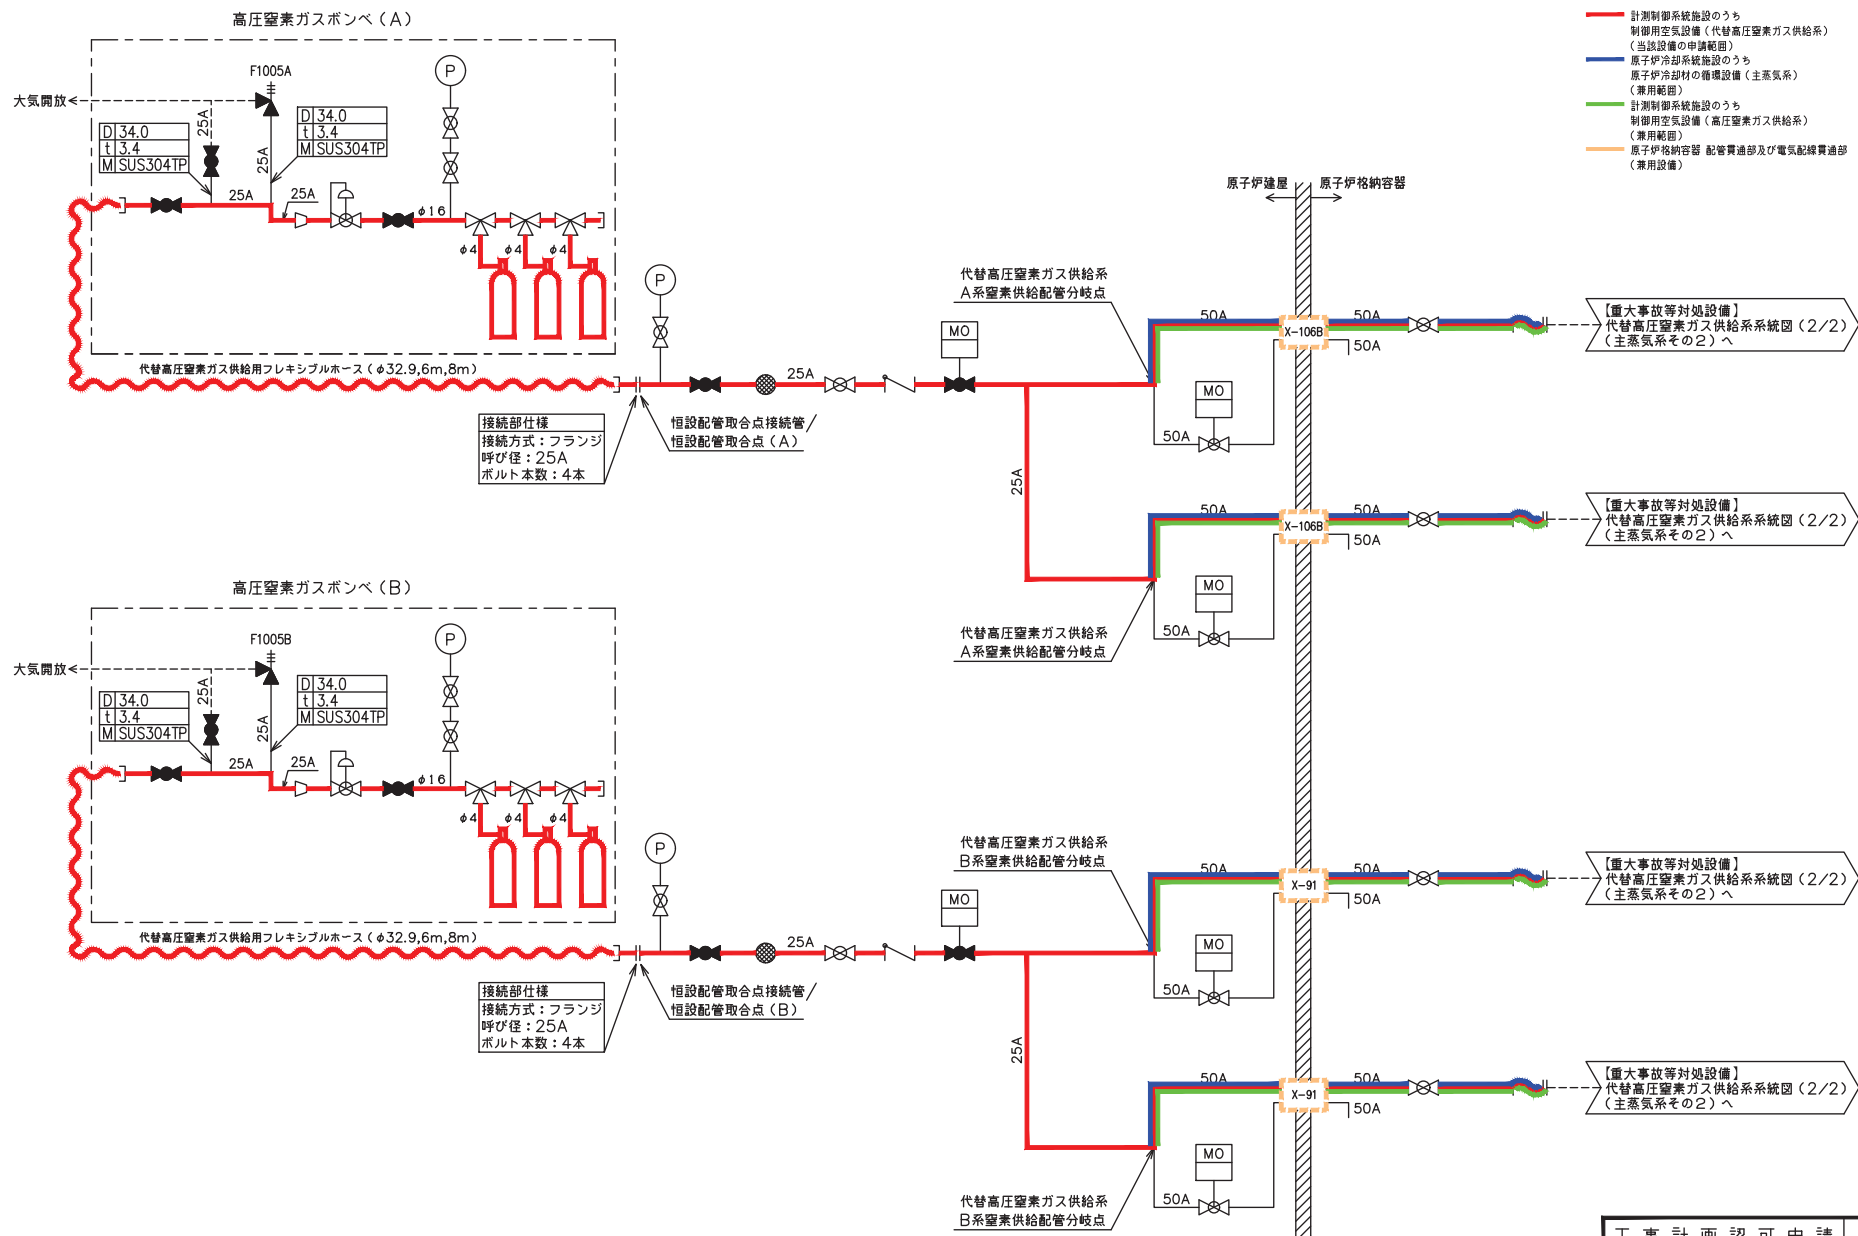 高圧窒素ガスボンベ（A）
計測制御系統施設のうち
制御用空気設備（代替高圧窒素ガス供給系）
（当該設備の申請範囲）
原子炉冷却系統施設のうち
原子炉冷却材の循環設備（主蒸気系）
（兼用範囲）
計測制御系統施設のうち
制御用空気設備（高圧窒素ガス供給系）
（兼用範囲）
原子炉格納容器 配管貫通部及び電気配線貫通部
（兼用設備）
F1005A
P
大気開放
D 34.0
t 3.4
M SUS304TP
25A
25A
D 34.0
t 3.4
M SUS304TP
25A
25A
φ16
φ4
φ4
φ4
代替高圧窒素ガス供給用フレキシブルホース（φ32.9,6m,8m）
P
接続部仕様
接続方式：フランジ
呼び径：25A
ボルト本数：4本
恒設配管取合点接続管／
恒設配管取合点（A）
25A
MO
25A
原子炉建屋
原子炉格納容器
代替高圧窒素ガス供給系
A系窒素供給配管分岐点
50A
X-106B
50A
50A
MO
50A
【重大事故等対処設備】
代替高圧窒素ガス供給系系統図（2/2）
（主蒸気系その2）へ
50A
X-106B
50A
50A
MO
50A
代替高圧窒素ガス供給系
A系窒素供給配管分岐点
【重大事故等対処設備】
代替高圧窒素ガス供給系系統図（2/2）
（主蒸気系その2）へ
高圧窒素ガスボンベ（B）
F1005B
P
大気開放
D 34.0
t 3.4
M SUS304TP
25A
25A
D 34.0
t 3.4
M SUS304TP
25A
25A
φ16
φ4
φ4
φ4
代替高圧窒素ガス供給用フレキシブルホース（φ32.9,6m,8m）
P
接続部仕様
接続方式：フランジ
呼び径：25A
ボルト本数：4本
恒設配管取合点接続管／
恒設配管取合点（B）
25A
MO
25A
代替高圧窒素ガス供給系
B系窒素供給配管分岐点
50A
X-91
50A
50A
MO
50A
【重大事故等対処設備】
代替高圧窒素ガス供給系系統図（2/2）
（主蒸気系その2）へ
50A
X-91
50A
50A
MO
50A
代替高圧窒素ガス供給系
B系窒素供給配管分岐点
【重大事故等対処設備】
代替高圧窒素ガス供給系系統図（2/2）
（主蒸気系その2）へ
工事計画認可申請